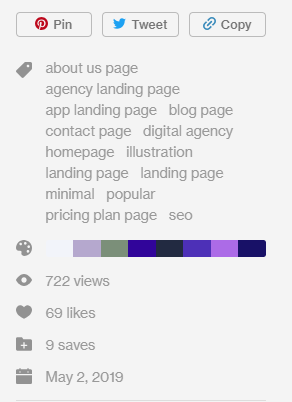 Pin Tweet Copy
about us page
agency landing page
app landing page blog page
contact page digital agency
homepage illustration
landing page landing page
minimal popular
pricing plan page seo
722 views
69 likes
9 saves
May 2, 2019